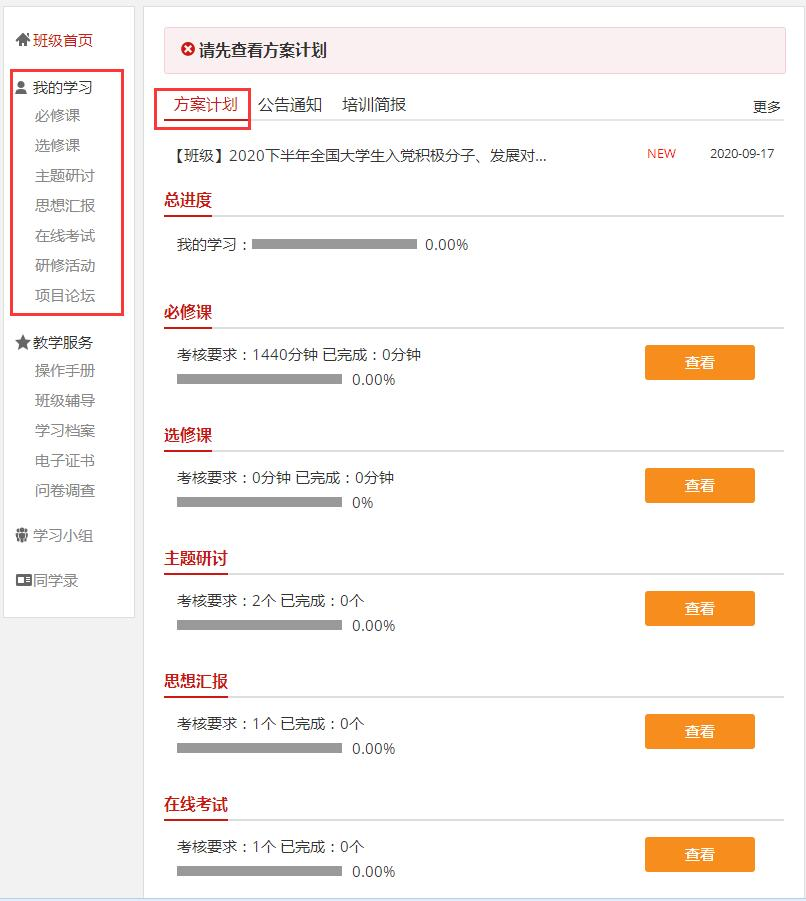 班级首页
我的学习
必修课
选修课
主题研讨
思想汇报
在线考试
研修活动
项目论坛
教学服务
操作手册
班级辅导
学习档案
电子证书
问卷调查
学习小组
同学录
请先查看方案计划
方案计划 公告通知 培训简报 更多
【班级】2020下半年全国大学生入党积极分子、发展对... NEW 2020-09-17
总进度
我的学习：0.00%
必修课
考核要求：1440分钟 已完成：0分钟
0.00%
查看
选修课
考核要求：0分钟 已完成：0分钟
0%
查看
主题研讨
考核要求：2个 已完成：0个
0.00%
查看
思想汇报
考核要求：1个 已完成：0个
0.00%
查看
在线考试
考核要求：1个 已完成：0个
0.00%
查看